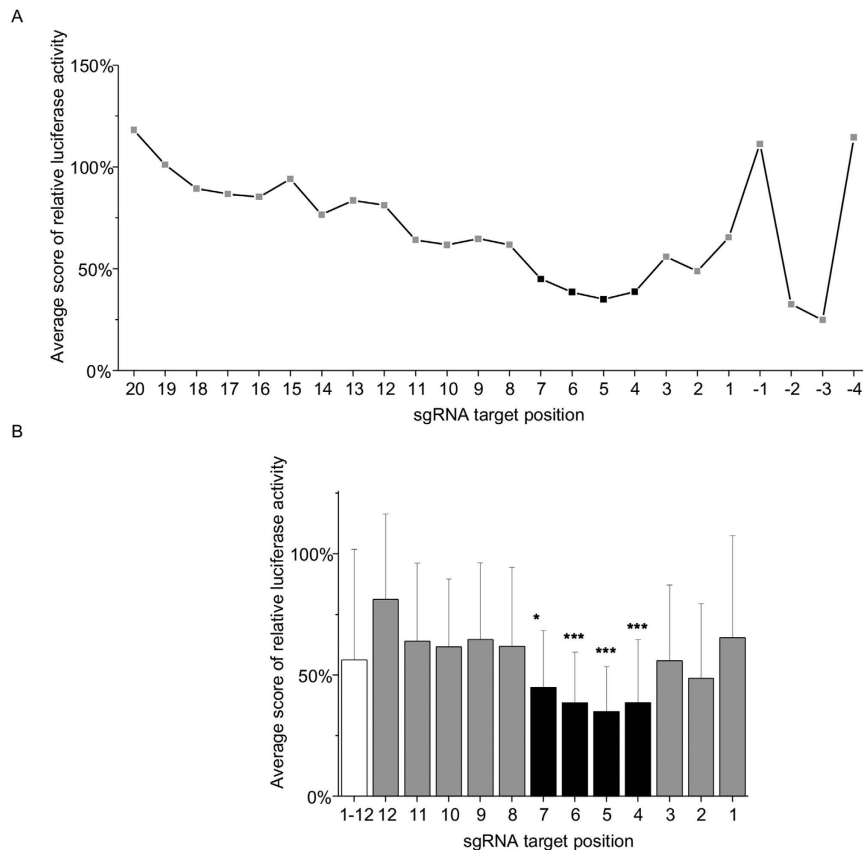 A
Average score of relative luciferase activity
150%
100%
50%
0%
20 19 18 17 16 15 14 13 12 11 10 9 8 7 6 5 4 3 2 1 -1 -2 -3 -4
sgRNA target position
B
Average score of relative luciferase activity
100%
50%
0%
* *** *** ***
1-12 12 11 10 9 8 7 6 5 4 3 2 1
sgRNA target position